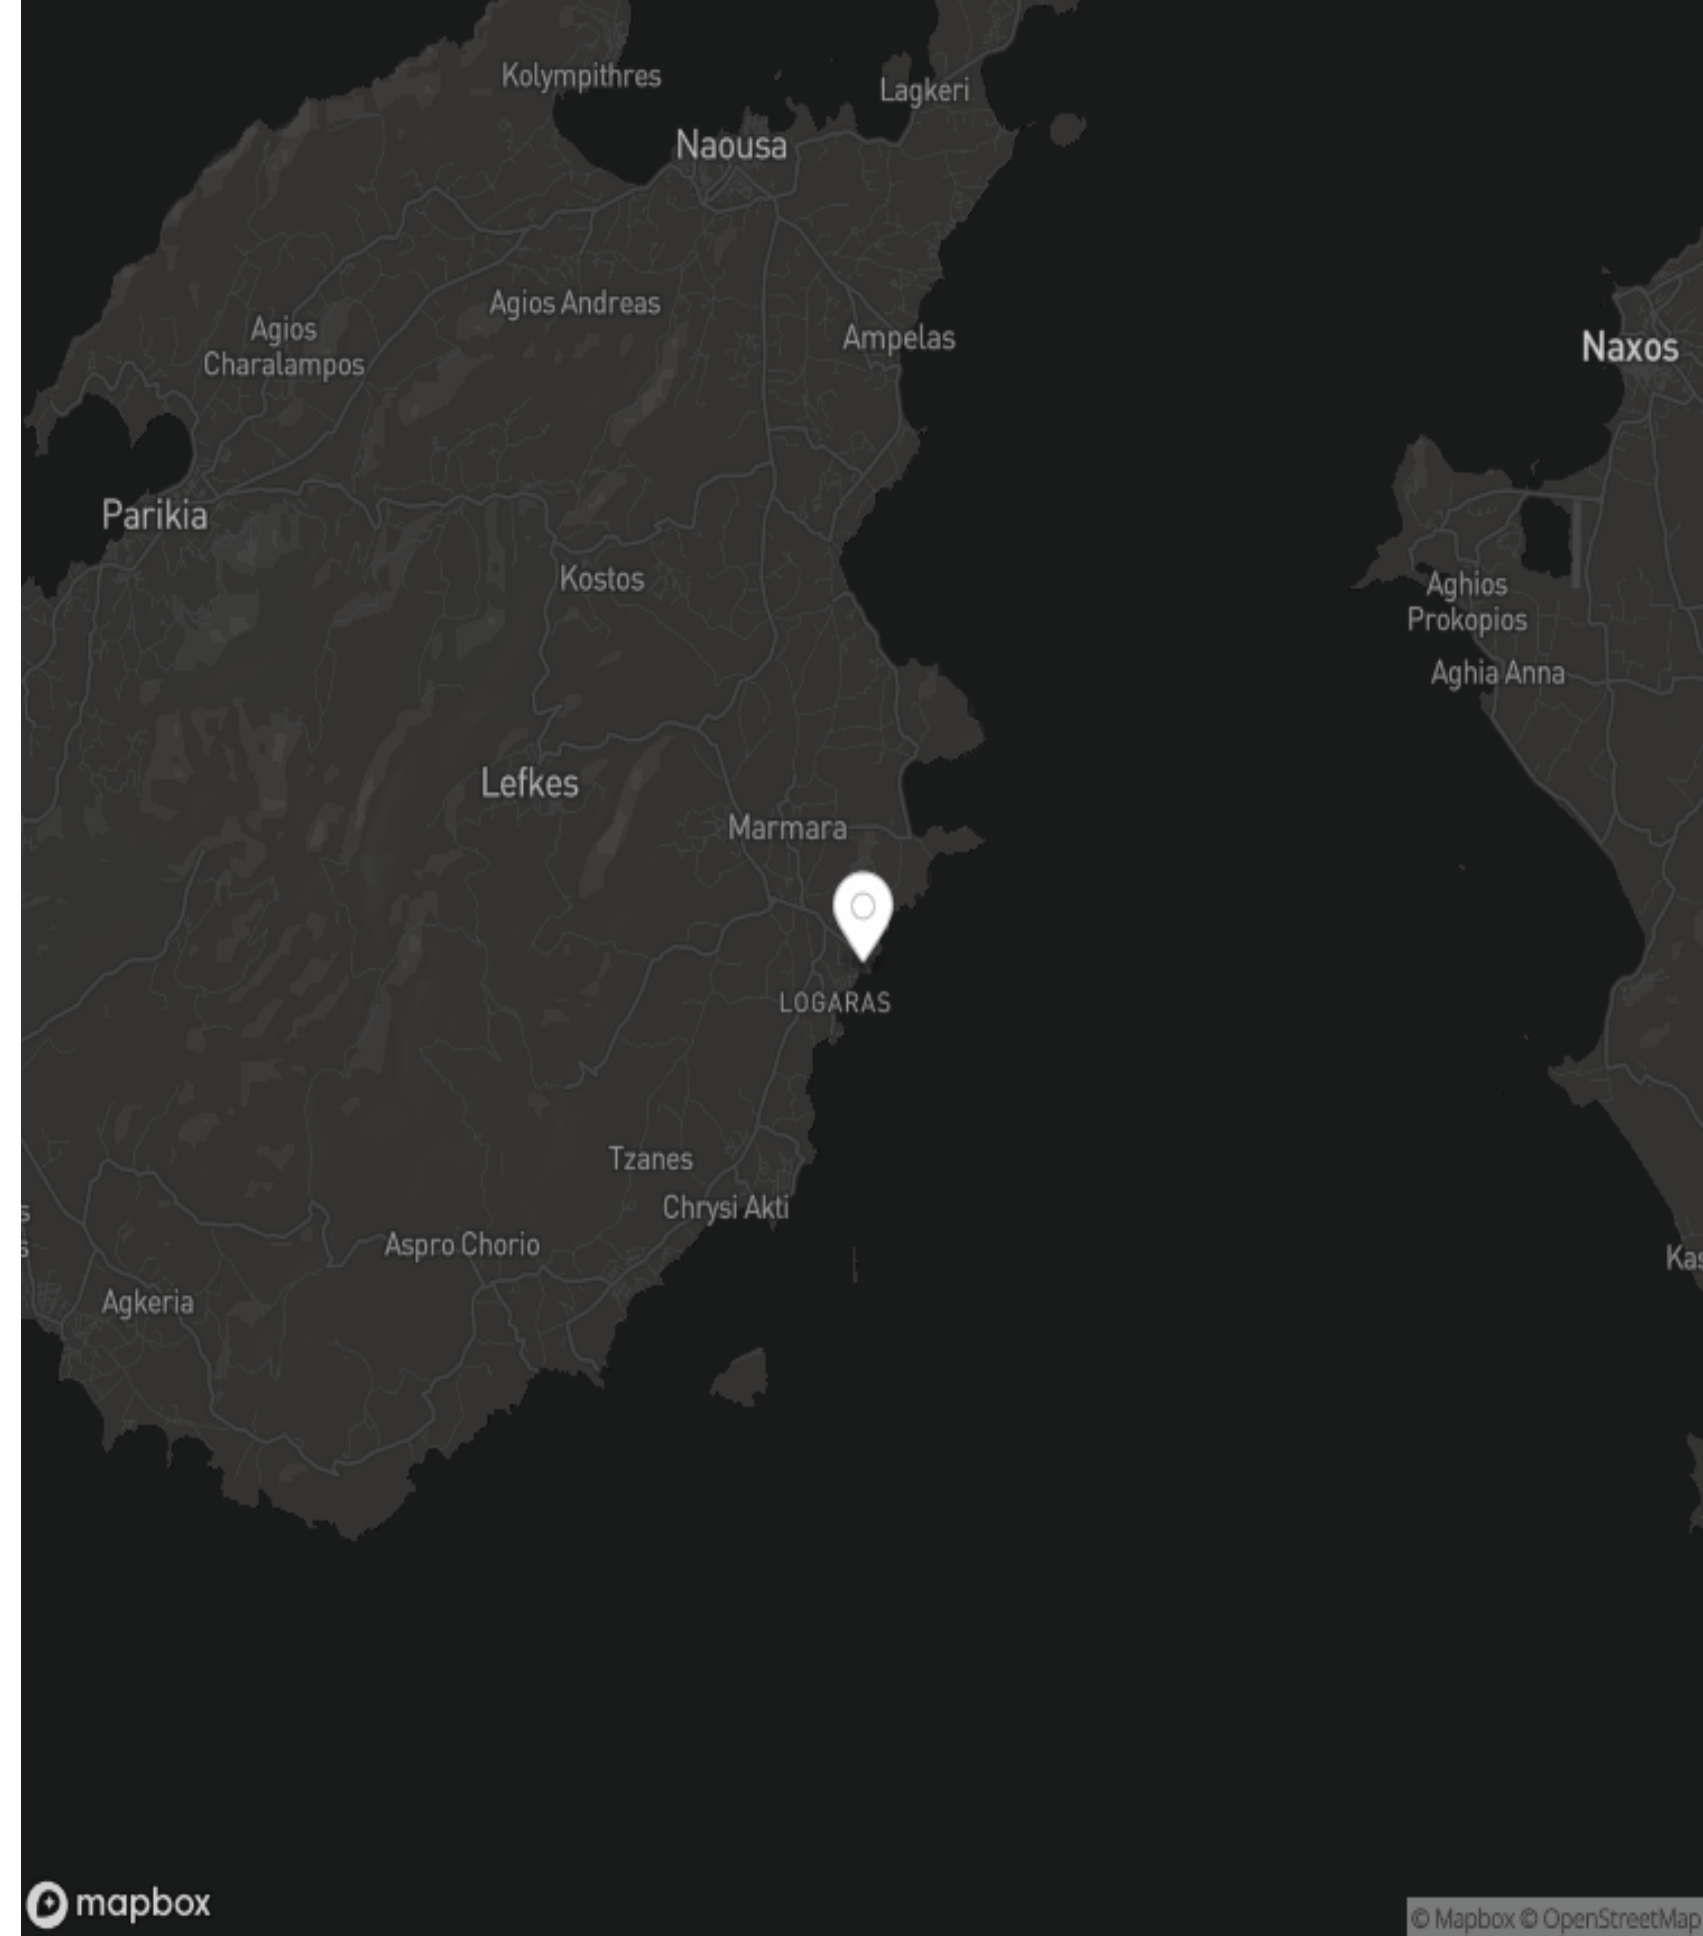 Kolympithres
Lagkeri
Naousa
Agios Andreas
Agios
Charalampos
Ampelas
Naxos
Parikia
Kostos
Aghios
Prokopios
Aghia Anna
Lefkes
Marmara
LOGARAS
Tzanes
Chrysi Akti
Aspro Chorio
Agkeria
s
s
Kas
mapbox
© Mapbox © OpenStreetMap